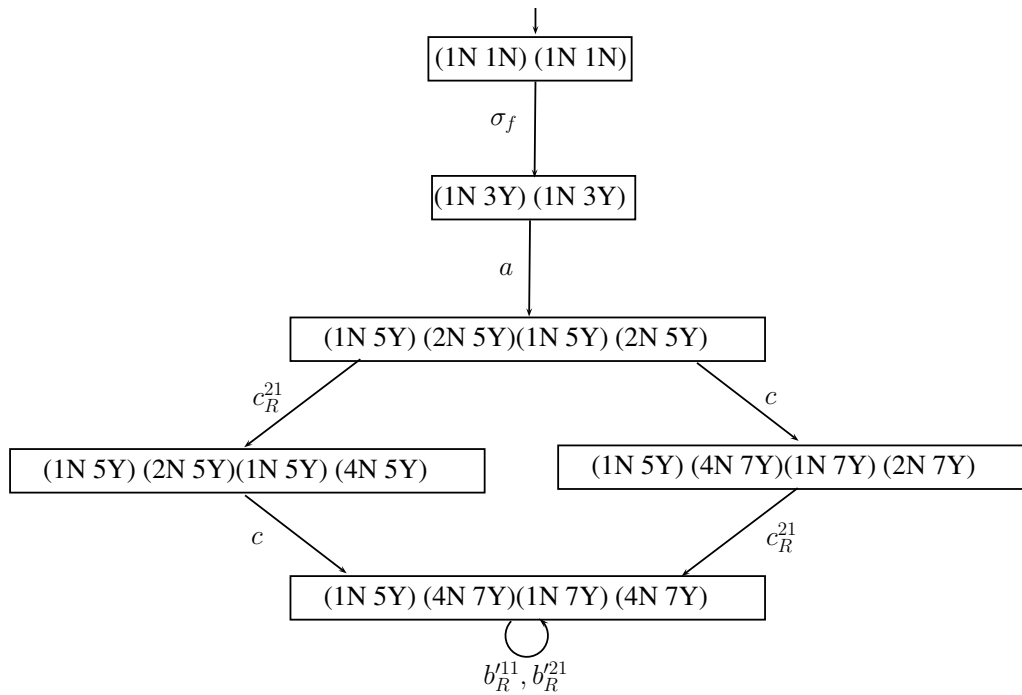 (1N 1N) (1N 1N)
σ_f
(1N 3Y) (1N 3Y)
a
(1N 5Y) (2N 5Y)(1N 5Y) (2N 5Y)
c_R^{21} c
(1N 5Y) (2N 5Y)(1N 5Y) (4N 5Y) (1N 5Y) (4N 7Y)(1N 7Y) (2N 7Y)
c c_R^{21}
(1N 5Y) (4N 7Y)(1N 7Y) (4N 7Y)
b'_R^{11}, b'_R^{21}